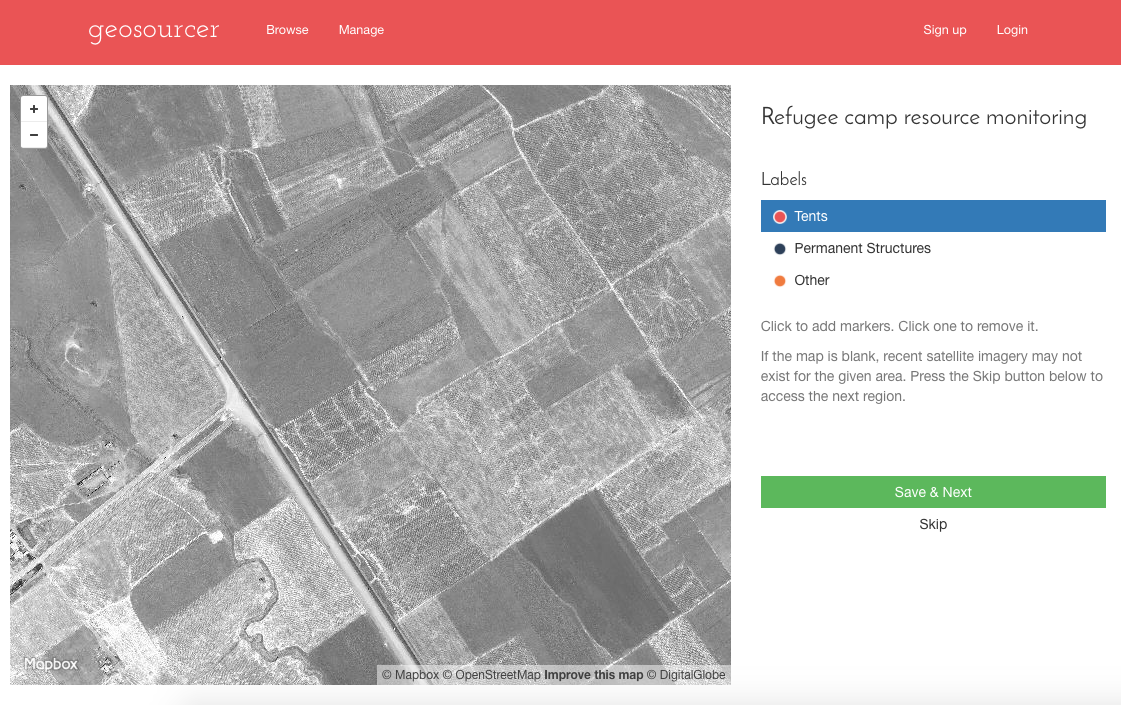 geosourcer
Browse
Manage
Sign up
Login
+
−
Refugee camp resource monitoring
Labels
Tents
Permanent Structures
Other
Click to add markers. Click one to remove it.
If the map is blank, recent satellite imagery may not
exist for the given area. Press the Skip button below to
access the next region.
Save & Next
Skip
Mapbox
© Mapbox © OpenStreetMap Improve this map © DigitalGlobe